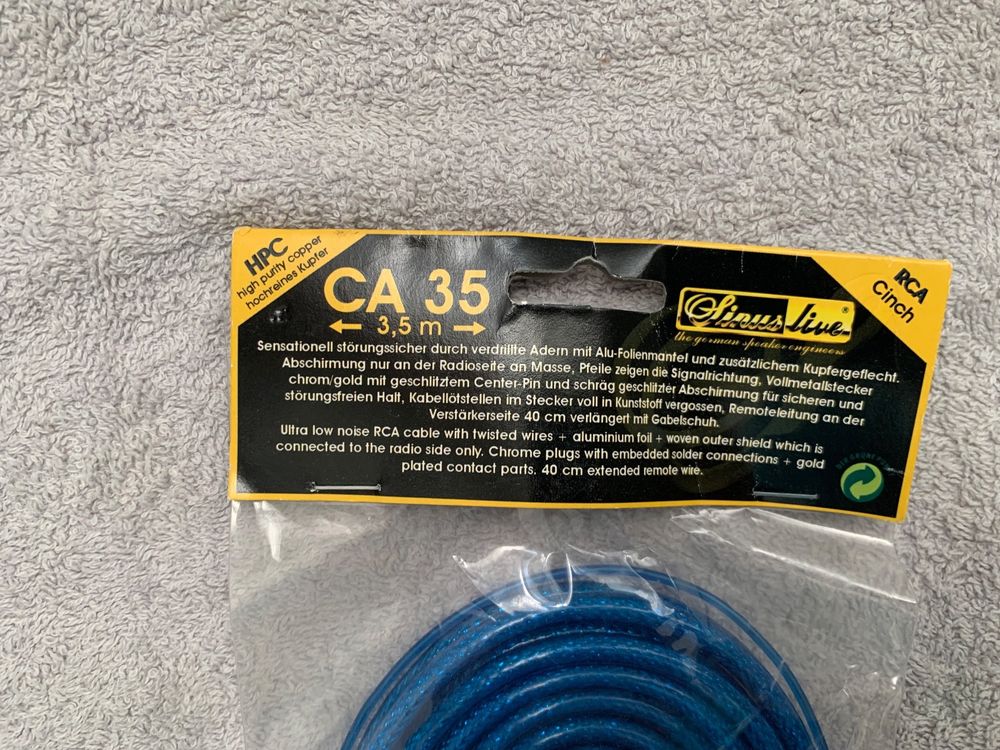 HPC
high purity copper
hochreines Kupfer
CA 35
3,5 m
Sinus live®
the german speaker engineers
RCA
Cinch
Sensationell störungssicher durch verdrillte Adern mit Alu-Folienmantel und zusätzlichem Kupfergeflecht.
Abschirmung nur an der Radioseite an Masse, Pfeile zeigen die Signalrichtung, Vollmetallstecker
chrom/gold mit geschlitztem Center-Pin und schräg geschlitzter Abschirmung für sicheren und
störungsfreien Halt, Kabellötstellen im Stecker voll in Kunststoff vergossen, Remoteleitung an der
Verstärkerseite 40 cm verlängert mit Gabelschuh.
Ultra low noise RCA cable with twisted wires + aluminium foil + woven outer shield which is
connected to the radio side only. Chrome plugs with embedded solder connections + gold
plated contact parts. 40 cm extended remote wire.
DER GRÜNE PUNKT